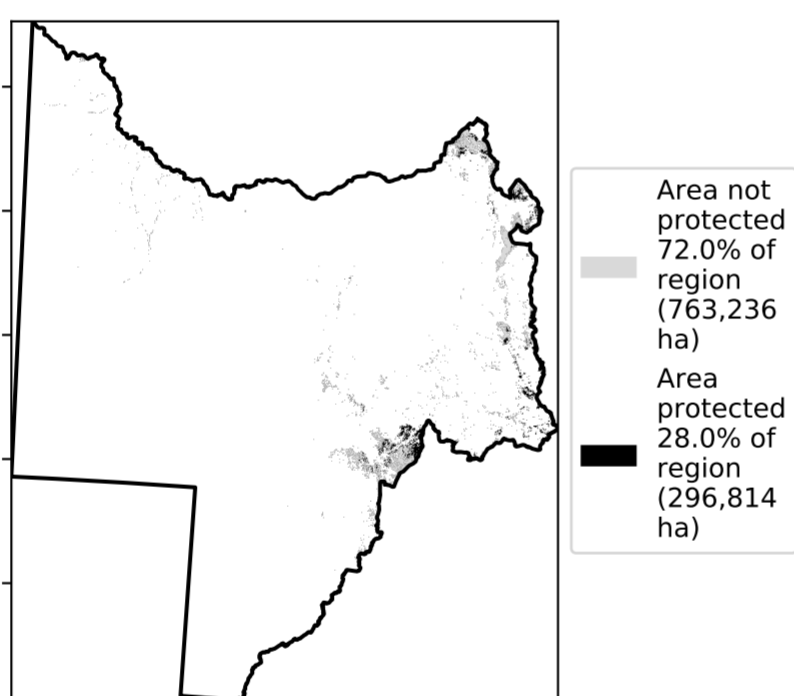 Area not
protected
72.0% of
region
(763,236
ha)
Area
protected
28.0% of
region
(296,814
ha)